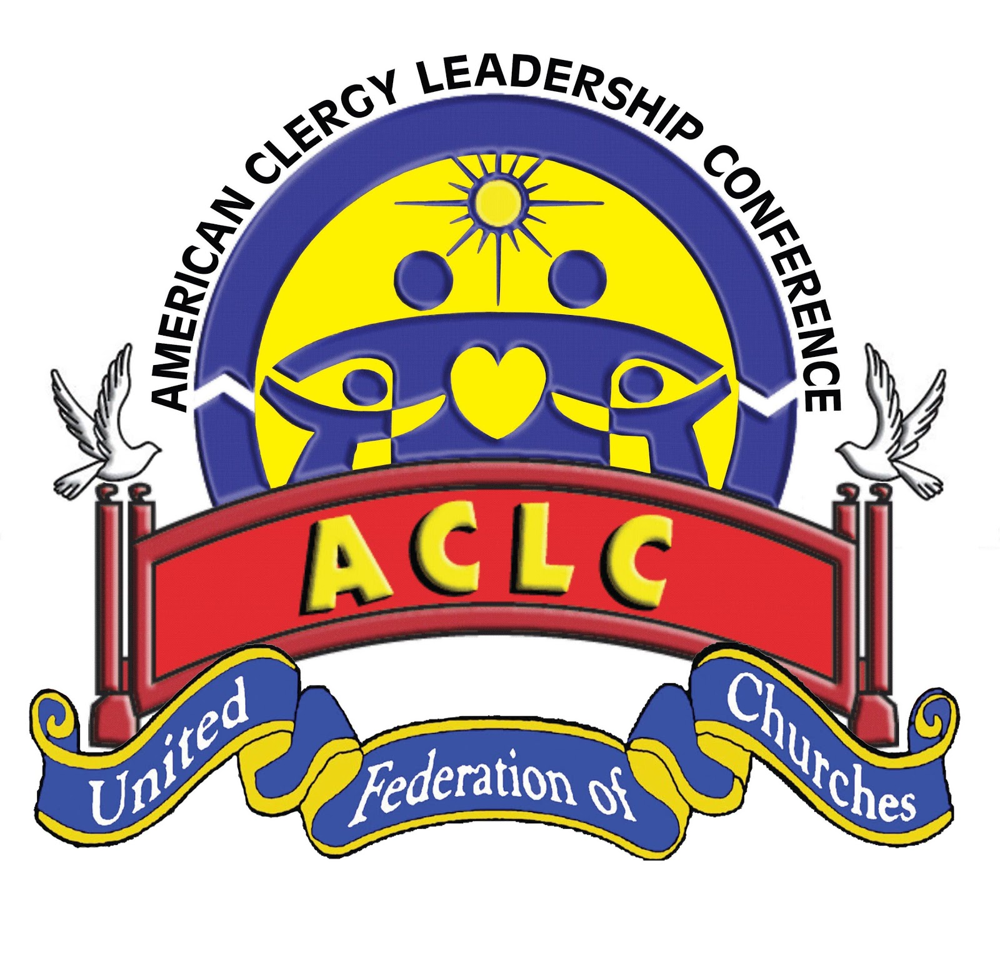 AMERICAN CLERGY LEADERSHIP CONFERENCE
ACLC
United Federation of Churches